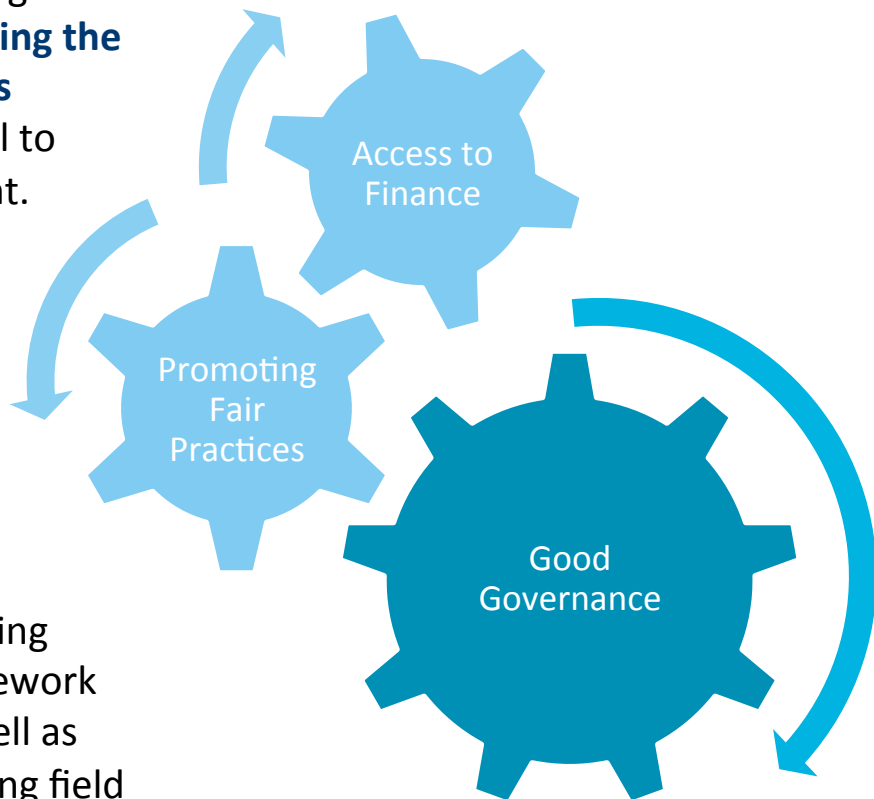 ing the
s
l to
nt.
Access to
Finance
Promoting
Fair
Practices
Good
Governance
ing
ework
ell as
ng field